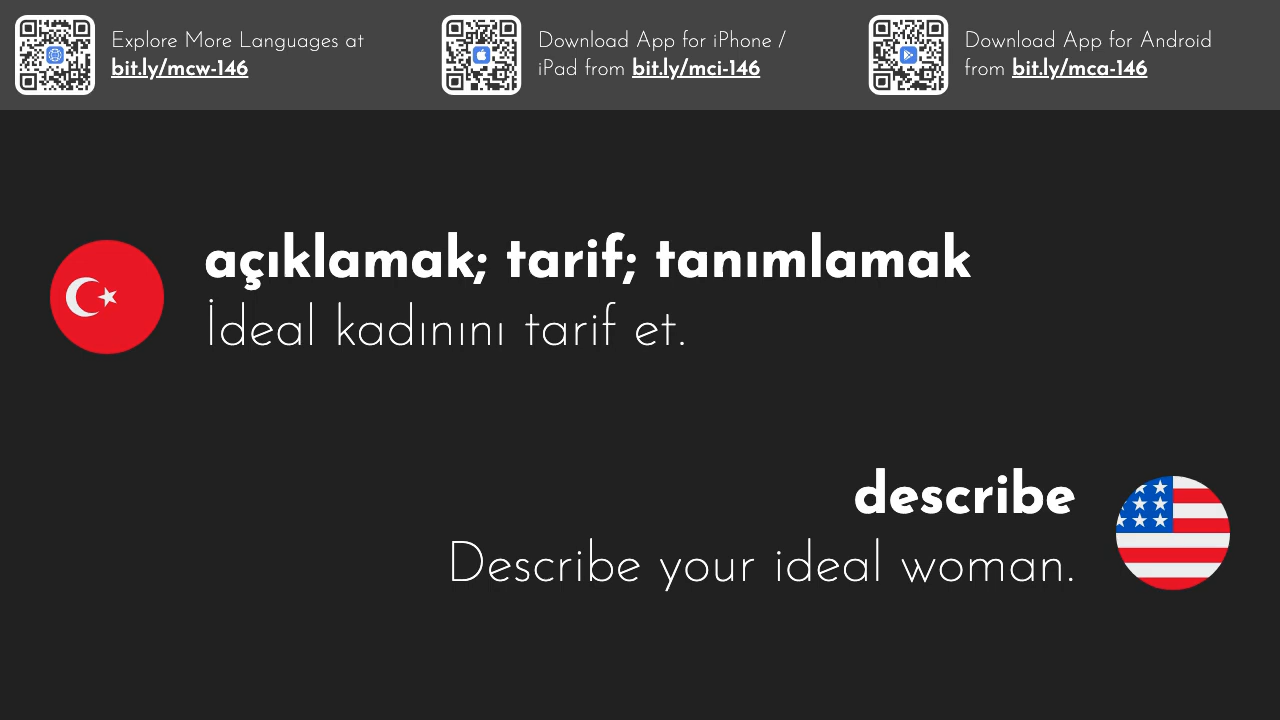 Explore More Languages at
bit.ly/mcw-146
Download App for iPhone /
iPad from bit.ly/mci-146
Download App for Android
from bit.ly/mca-146
açıklamak; tarif; tanımlamak
İdeal kadınını tarif et.
describe
Describe your ideal woman.